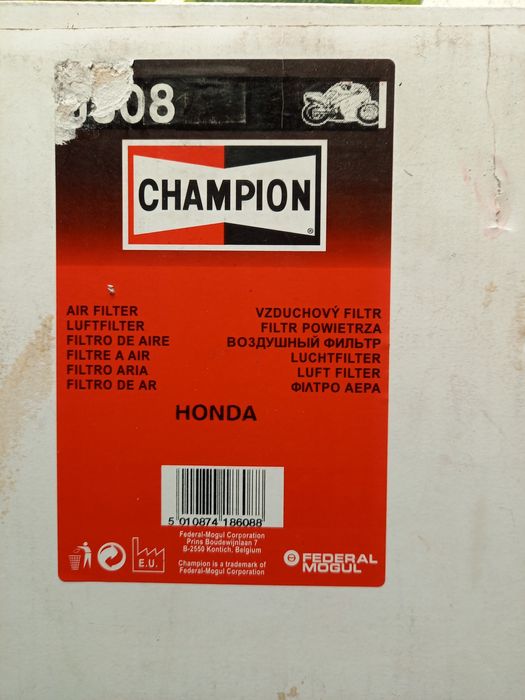 CHAMPION
®
AIR FILTER
LUFTFILTER
FILTRO DE AIRE
FILTRE A AIR
FILTRO ARIA
FILTRO DE AR
VZDUCHOVÝ FILTR
FILTR POWIETRZA
ВОЗДУШНЫЙ ФИЛЬТР
LUCHTFILTER
LUFT FILTER
ΦΙΛΤΡΟ ΑΕΡΑ
HONDA
5 010874 186088
Federal-Mogul Corporation
Prins Boudewijnlaan 7
B-2550 Kontich. Belgium
Champion is a trademark of
Federal-Mogul Corporation
E.U.
FEDERAL
MOGUL